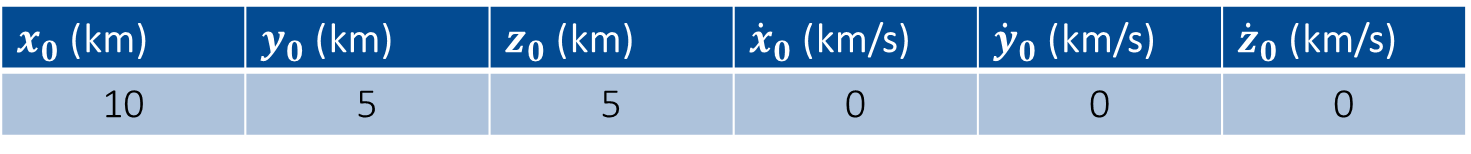 x₀ (km) y₀ (km) z₀ (km) ẋ₀ (km/s) ẏ₀ (km/s) ż₀ (km/s)
10 5 5 0 0 0